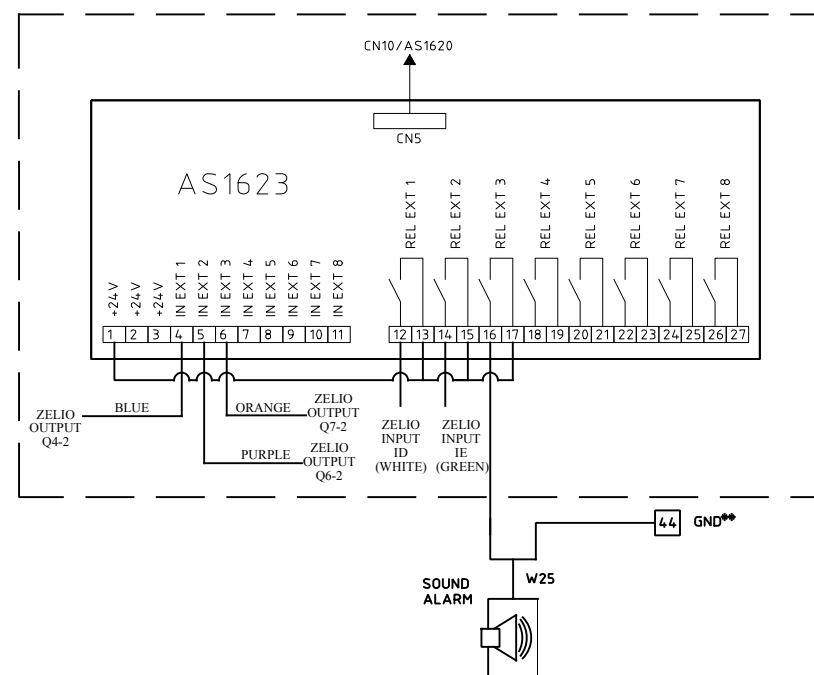 CN10/AS1620
CN5
AS1623
+24V
+24V
+24V
IN EXT 1
IN EXT 2
IN EXT 3
IN EXT 4
IN EXT 5
IN EXT 6
IN EXT 7
IN EXT 8
REL EXT 1
REL EXT 2
REL EXT 3
REL EXT 4
REL EXT 5
REL EXT 6
REL EXT 7
REL EXT 8
1 2 3 4 5 6 7 8 9 10 11
12 13 14 15 16 17 18 19 20 21 22 23 24 25 26 27
BLUE
ZELIO
OUTPUT
Q4-2
ORANGE
ZELIO
OUTPUT
Q7-2
PURPLE
ZELIO
OUTPUT
Q6-2
ZELIO
INPUT
ID
(WHITE)
ZELIO
INPUT
IE
(GREEN)
44 GND**
W25
SOUND
ALARM